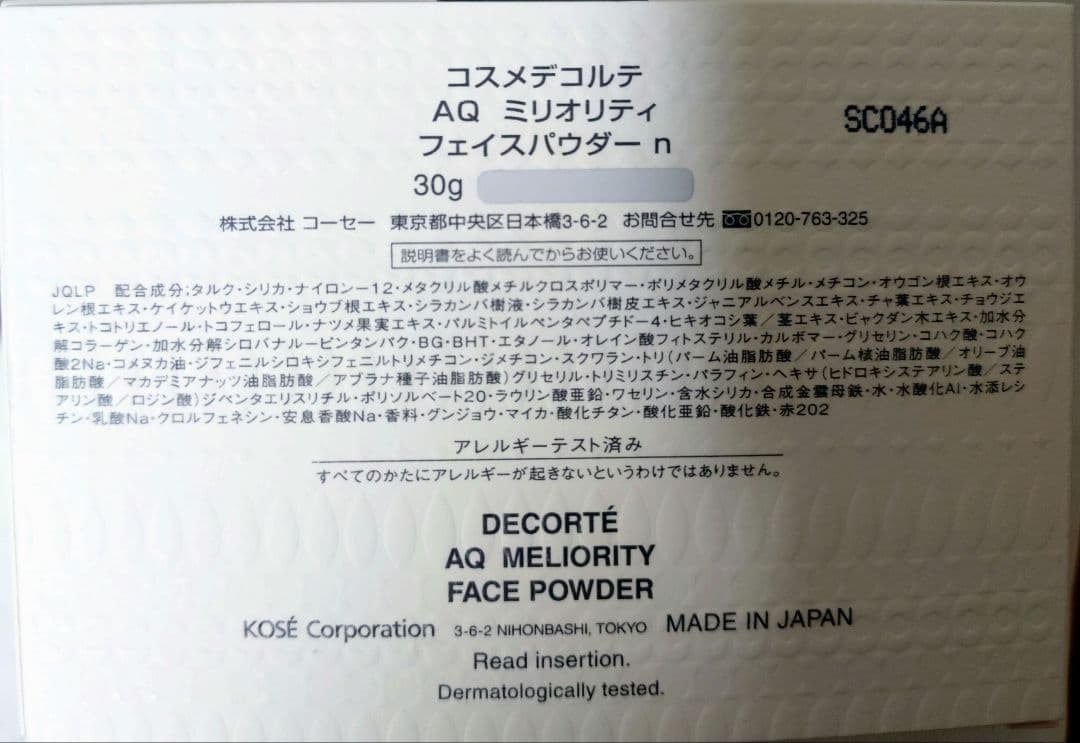 コスメデコルテ
AQ ミリオリティ
フェイスパウダー n
SC046A
30g
株式会社 コーセー 東京都中央区日本橋3-6-2 お問合せ先 0120-763-325
説明書をよく読んでからお使いください。
JQLP 配合成分;タルク・シリカ・ナイロン－12・メタクリル酸メチルクロスポリマー・ポリメタクリル酸メチル・メチコン・オウゴン根エキス・オウ
レン根エキス・ケイケットウエキス・ショウブ根エキス・シラカンバ樹液・シラカンバ樹皮エキス・ジャニアルベンスエキス・チャ葉エキス・チョウジエ
キス・トコトリエノール・トコフェロール・ナツメ果実エキス・パルミトイルペンタペプチド－4・ヒキオコシ葉／茎エキス・ビャクダン木エキス・加水分
解コラーゲン・加水分解シロバナルーピンタンパク・BG・BHT・エタノール・オレイン酸フィトステリル・カルボマー・グリセリン・コハク酸・コハク
酸2Na・コメヌカ油・ジフェニルシロキシフェニルトリメチコン・ジメチコン・スクワラン・トリ（パーム油脂肪酸／パーム核油脂肪酸／オリーブ油
脂肪酸／マカデミアナッツ油脂肪酸／アブラナ種子油脂肪酸）グリセリル・トリミリスチン・パラフィン・ヘキサ（ヒドロキシステアリン酸／ステ
アリン酸／ロジン酸）ジペンタエリスリチル・ポリソルベート20・ラウリン酸亜鉛・ワセリン・含水シリカ・合成金雲母鉄・水・水酸化Al・水添レシ
チン・乳酸Na・クロルフェネシン・安息香酸Na・香料・グンジョウ・マイカ・酸化チタン・酸化亜鉛・酸化鉄・赤202
アレルギーテスト済み
すべてのかたにアレルギーが起きないというわけではありません。
DECORTÉ
AQ MELIORITY
FACE POWDER
KOSÉ Corporation 3-6-2 NIHONBASHI, TOKYO MADE IN JAPAN
Read insertion.
Dermatologically tested.